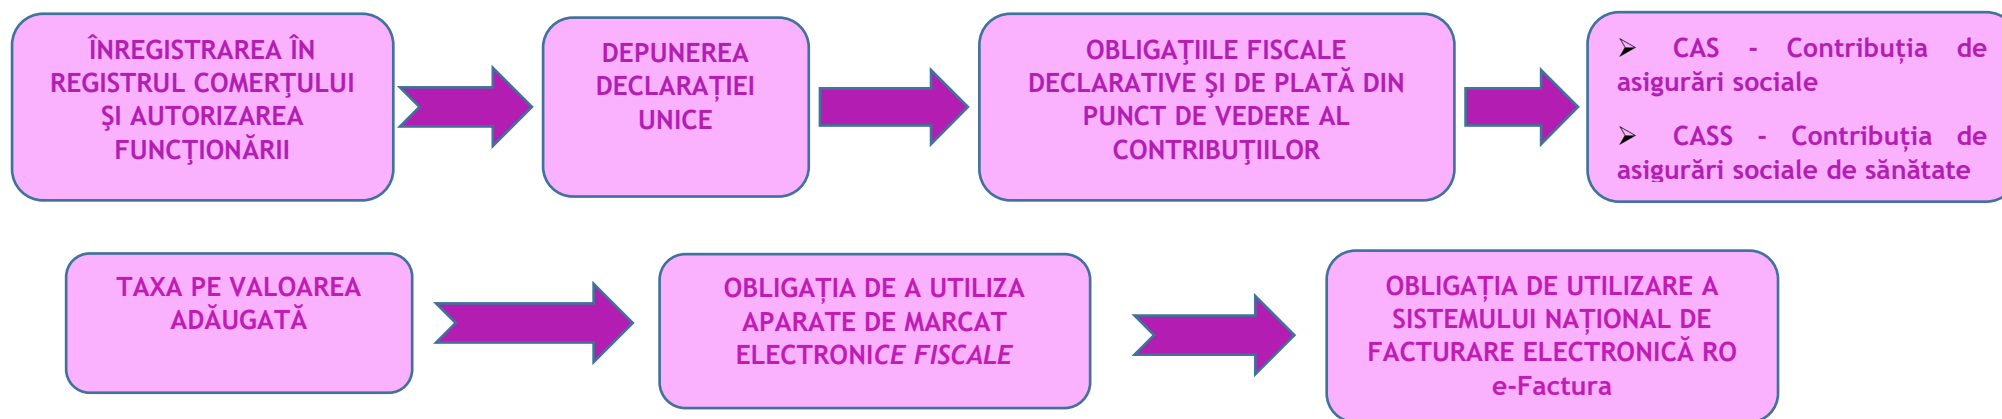 ÎNREGISTRAREA ÎN
REGISTRUL COMERŢULUI
ŞI AUTORIZAREA
FUNCŢIONĂRII
DEPUNEREA
DECLARAȚIEI
UNICE
OBLIGAŢIILE FISCALE
DECLARATIVE ŞI DE PLATĂ DIN
PUNCT DE VEDERE AL
CONTRIBUŢIILOR
➢ CAS - Contribuția de
asigurări sociale
➢ CASS - Contribuția de
asigurări sociale de sănătate
TAXA PE VALOAREA
ADĂUGATĂ
OBLIGAȚIA DE A UTILIZA
APARATE DE MARCAT
ELECTRONICE FISCALE
OBLIGAȚIA DE UTILIZARE A
SISTEMULUI NAȚIONAL DE
FACTURARE ELECTRONICĂ RO
e-Factura